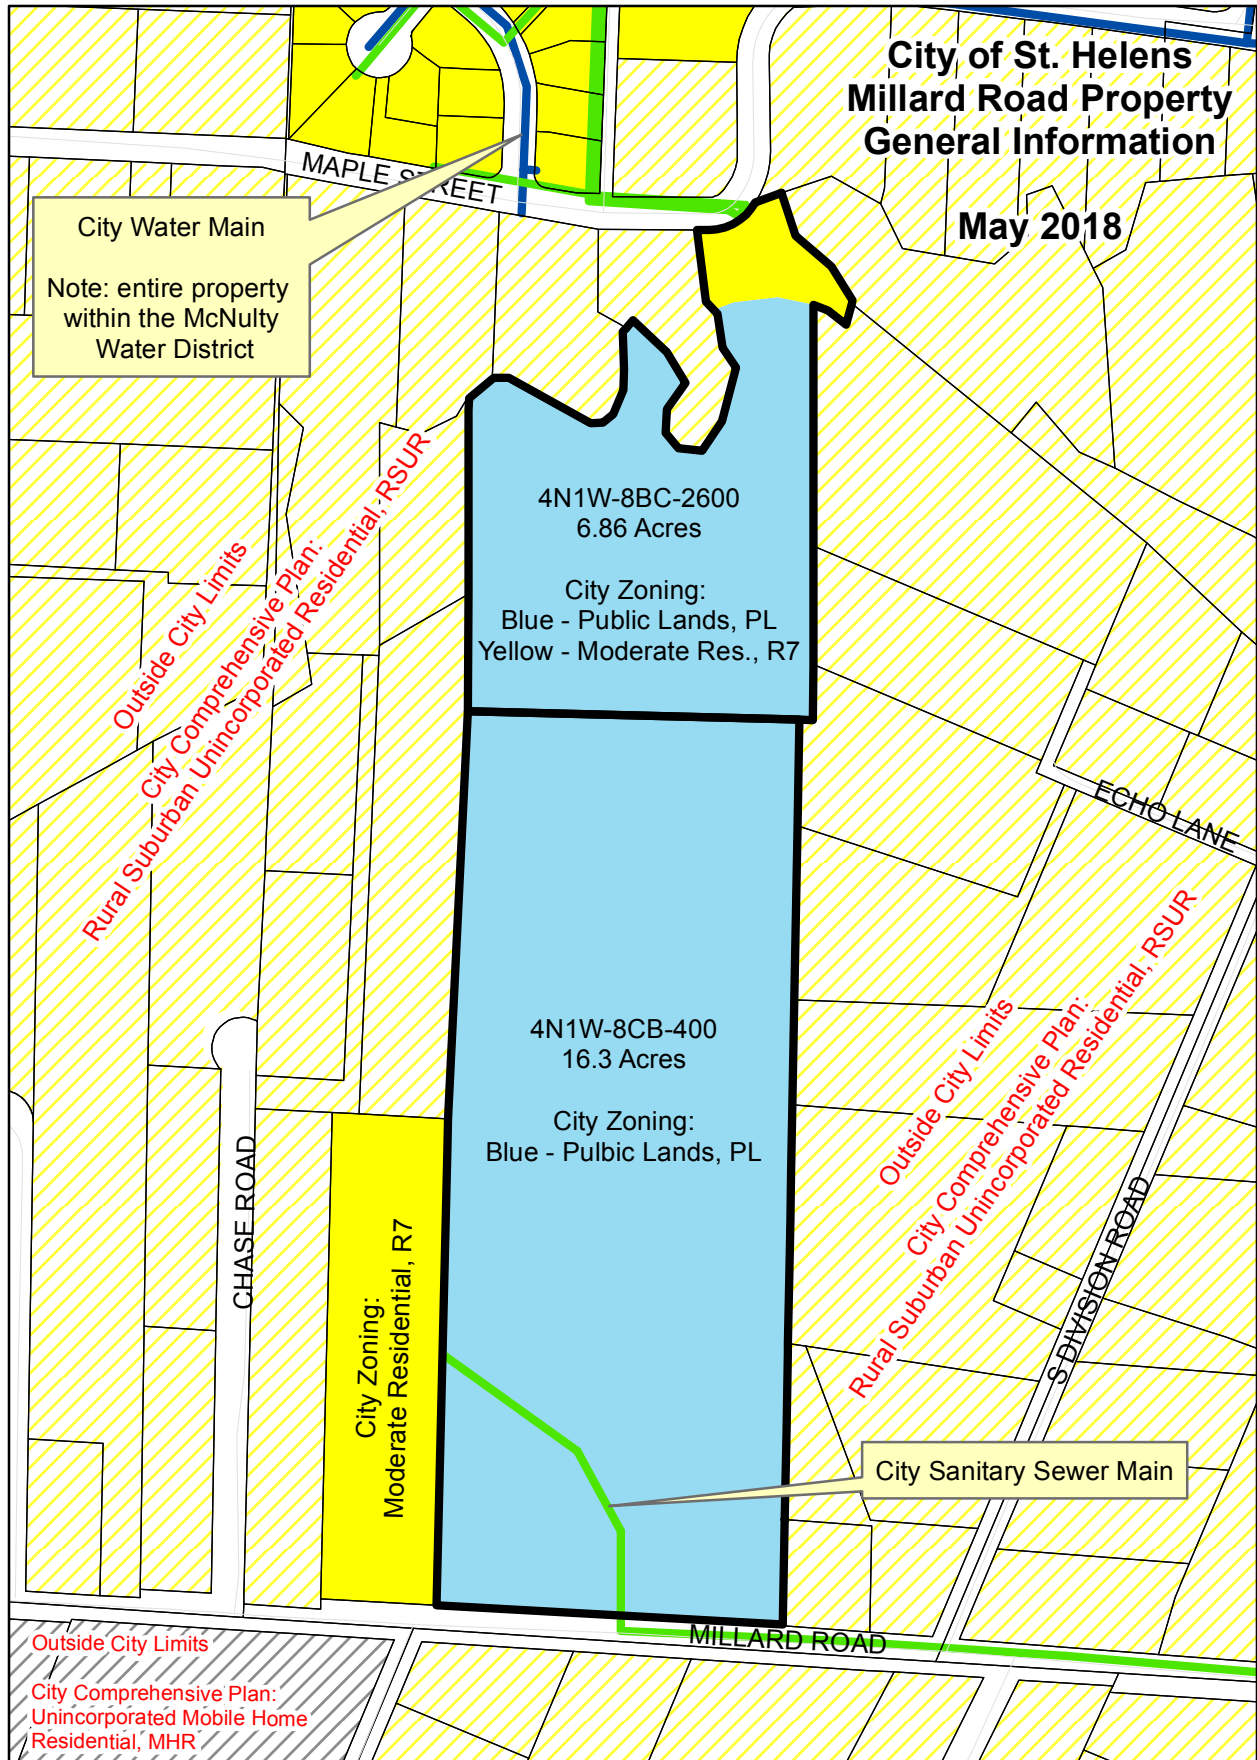 City of St. Helens
Millard Road Property
General Information
May 2018
MAPLE STREET
City Water Main
Note: entire property
within the McNulty
Water District
4N1W-8BC-2600
6.86 Acres
City Zoning:
Blue - Public Lands, PL
Yellow - Moderate Res., R7
Outside City Limits
City Comprehensive Plan:
Rural Suburban Unincorporated Residential, RSUR
ECHO LANE
4N1W-8CB-400
16.3 Acres
City Zoning:
Blue - Pulbic Lands, PL
Outside City Limits
City Comprehensive Plan:
Rural Suburban Unincorporated Residential, RSUR
CHASE ROAD
City Zoning:
Moderate Residential, R7
S DIVISION ROAD
City Sanitary Sewer Main
MILLARD ROAD
Outside City Limits
City Comprehensive Plan:
Unincorporated Mobile Home
Residential, MHR